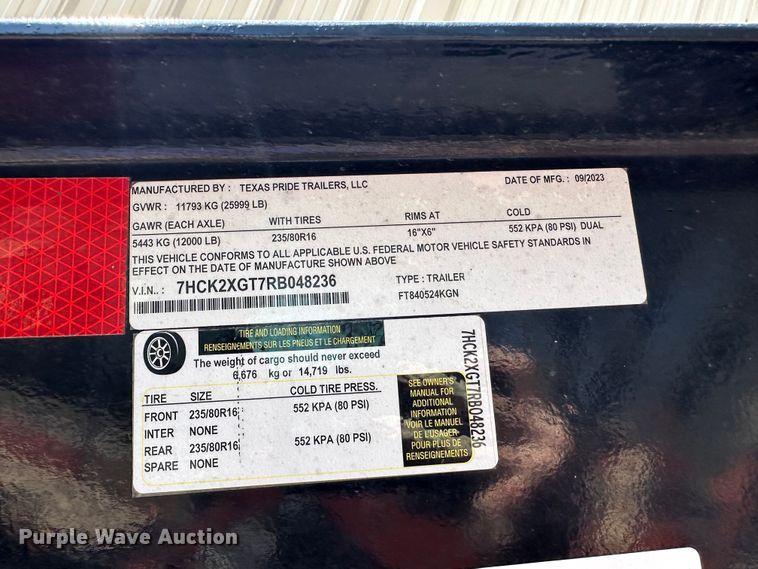 MANUFACTURED BY: TEXAS PRIDE TRAILERS, LLC
DATE OF MFG.: 09/2023
GVWR: 11793 KG (25999 LB)
GAWR (EACH AXLE) WITH TIRES RIMS AT COLD
5443 KG (12000 LB) 235/80R16 16"X6" 552 KPA (80 PSI) DUAL
THIS VEHICLE CONFORMS TO ALL APPLICABLE U.S. FEDERAL MOTOR VEHICLE SAFETY STANDARDS IN
EFFECT ON THE DATE OF MANUFACTURE SHOWN ABOVE
V.I.N.: 7HCK2XGT7RB048236
TYPE: TRAILER
FT840524KGN
TIRE AND LOADING INFORMATION
RENSEIGNEMENTS SUR LES PNEUS ET LE CHARGEMENT
The weight of cargo should never exceed
6,676 kg or 14,719 lbs.
TIRE SIZE COLD TIRE PRESS.
FRONT 235/80R16 552 KPA (80 PSI)
INTER NONE
REAR 235/80R16 552 KPA (80 PSI)
SPARE NONE
SEE OWNER'S
MANUAL FOR
ADDITIONAL
INFORMATION
VOIR LE MANUEL
DE L'USAGER
POUR PLUS DE
RENSEIGNEMENTS
7HCK2XGT7RB048236
Purple Wave Auction